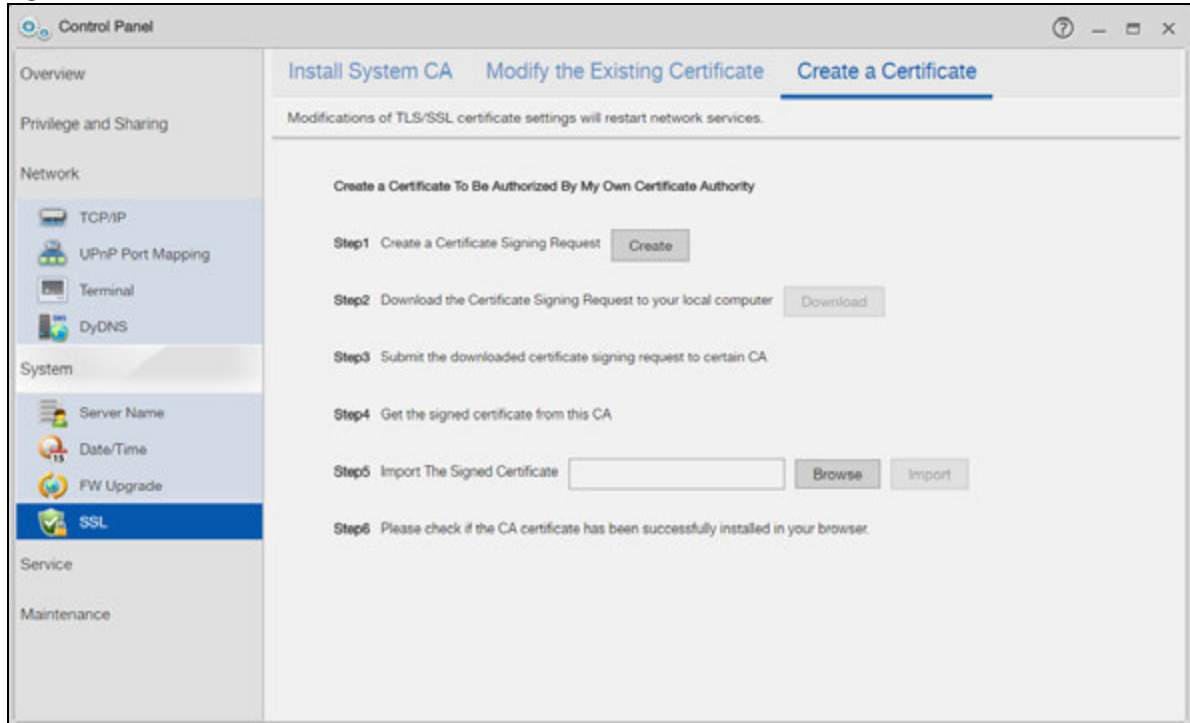 Control Panel
Overview
Privilege and Sharing
Network
TCP/IP
UPnP Port Mapping
Terminal
DyDNS
System
Server Name
Date/Time
FW Upgrade
SSL
Service
Maintenance
Install System CA Modify the Existing Certificate Create a Certificate
Modifications of TLS/SSL certificate settings will restart network services.
Create a Certificate To Be Authorized By My Own Certificate Authority
Step1 Create a Certificate Signing Request Create
Step2 Download the Certificate Signing Request to your local computer Download
Step3 Submit the downloaded certificate signing request to certain CA
Step4 Get the signed certificate from this CA
Step5 Import The Signed Certificate Browse Import
Step6 Please check if the CA certificate has been successfully installed in your browser.